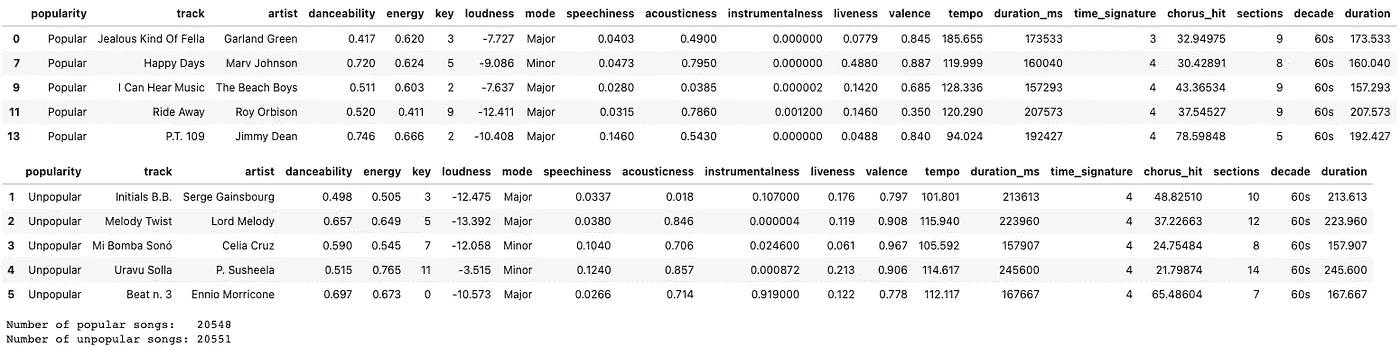 popularity track artist danceability energy key loudness mode speechiness acousticness instrumentalness liveness valence tempo duration_ms time_signature chorus_hit sections decade duration
0 Popular Jealous Kind Of Fella Garland Green 0.417 0.620 3 -7.727 Major 0.0403 0.4900 0.000000 0.0779 0.845 185.655 173533 3 32.94975 9 60s 173.533
7 Popular Happy Days Marv Johnson 0.720 0.624 5 -9.086 Minor 0.0473 0.7950 0.000000 0.4880 0.887 119.999 160040 4 30.42891 8 60s 160.040
9 Popular I Can Hear Music The Beach Boys 0.511 0.603 2 -7.637 Major 0.0280 0.0385 0.000002 0.1420 0.685 128.336 157293 4 43.36534 9 60s 157.293
11 Popular Ride Away Roy Orbison 0.520 0.411 9 -12.411 Major 0.0315 0.7860 0.001200 0.1460 0.350 120.290 207573 4 37.54527 9 60s 207.573
13 Popular P.T. 109 Jimmy Dean 0.746 0.666 2 -10.408 Major 0.1460 0.5430 0.000000 0.0488 0.840 94.024 192427 4 78.59848 5 60s 192.427
popularity track artist danceability energy key loudness mode speechiness acousticness instrumentalness liveness valence tempo duration_ms time_signature chorus_hit sections decade duration
1 Unpopular Initials B.B. Serge Gainsbourg 0.498 0.505 3 -12.475 Major 0.0337 0.018 0.107000 0.176 0.797 101.801 213613 4 48.82510 10 60s 213.613
2 Unpopular Melody Twist Lord Melody 0.657 0.649 5 -13.392 Major 0.0380 0.846 0.000004 0.119 0.908 115.940 223960 4 37.22663 12 60s 223.960
3 Unpopular Mi Bomba Sonó Celia Cruz 0.590 0.545 7 -12.058 Minor 0.1040 0.706 0.024600 0.061 0.967 105.592 157907 4 24.75484 8 60s 157.907
4 Unpopular Uravu Solla P. Susheela 0.515 0.765 11 -3.515 Minor 0.1240 0.857 0.000872 0.213 0.906 114.617 245600 4 21.79874 14 60s 245.600
5 Unpopular Beat n. 3 Ennio Morricone 0.697 0.673 0 -10.573 Major 0.0266 0.714 0.919000 0.122 0.778 112.117 167667 4 65.48604 7 60s 167.667
Number of popular songs: 20548
Number of unpopular songs: 20551